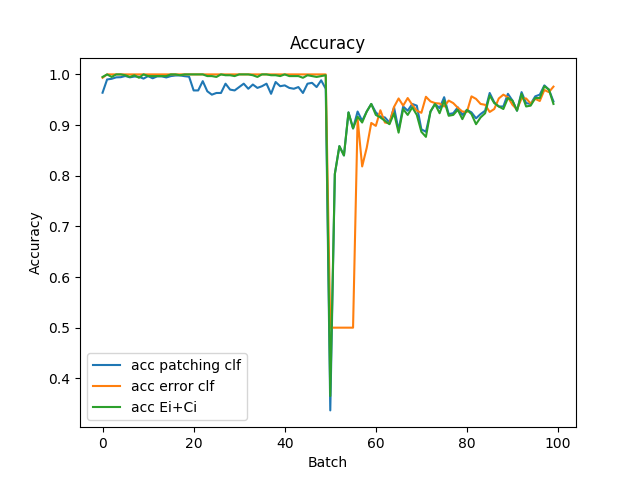 Accuracy
1.0
0.9
0.8
0.7
0.6
0.5
0.4
Accuracy
acc patching clf
acc error clf
acc Ei+Ci
0 20 40 60 80 100
Batch